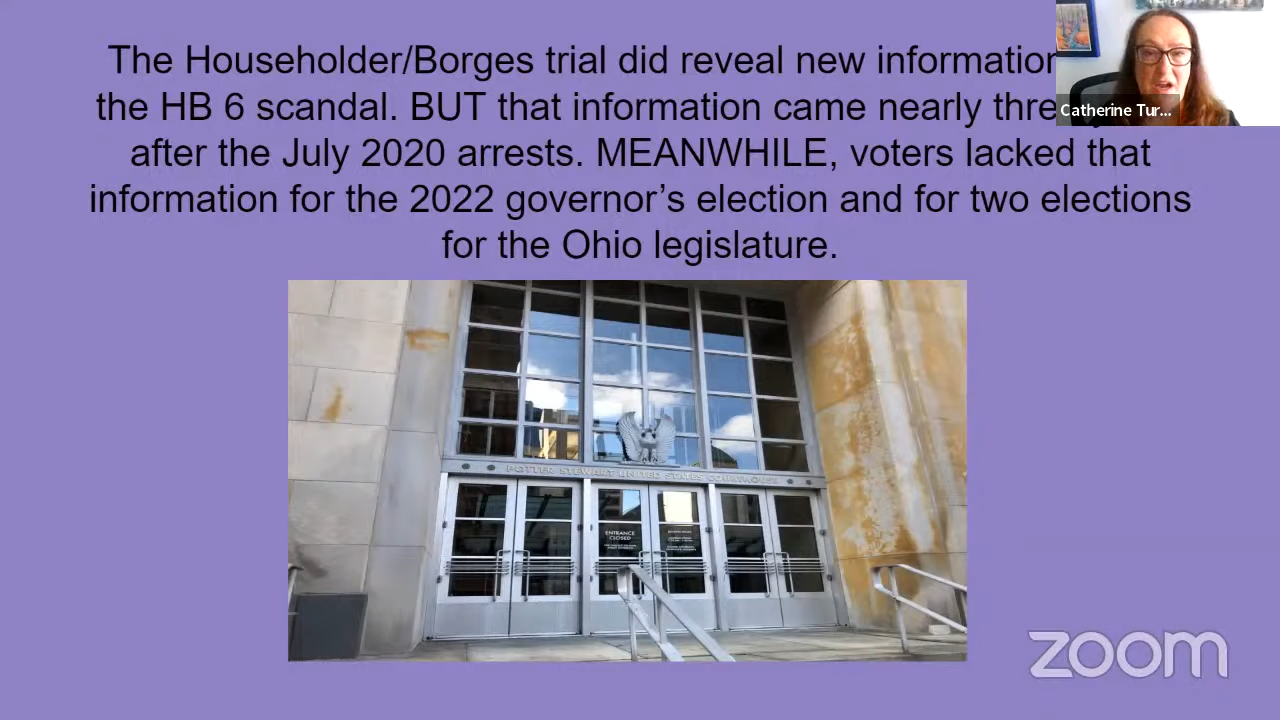 The Householder/Borges trial did reveal new information
the HB 6 scandal. BUT that information came nearly three
after the July 2020 arrests. MEANWHILE, voters lacked that
information for the 2022 governor's election and for two elections
for the Ohio legislature.
Catherine Tur...
POTTER STEWART UNITED STATES COURTHOUSE
ENTRANCE
CLOSED
zoom